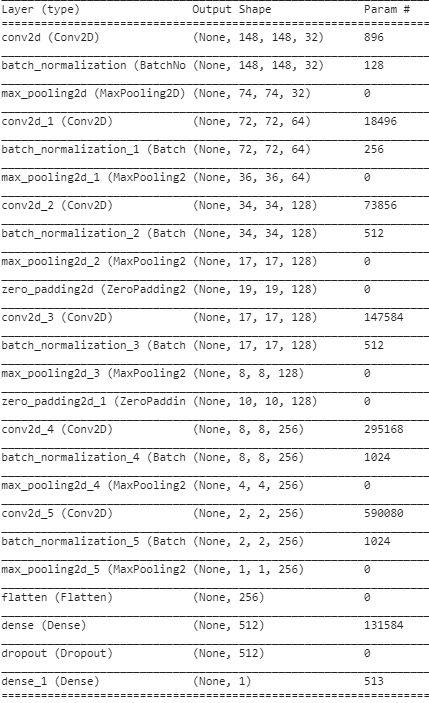 Layer (type) Output Shape Param #
conv2d (Conv2D) (None, 148, 148, 32) 896
batch_normalization (BatchNo (None, 148, 148, 32) 128
max_pooling2d (MaxPooling2D) (None, 74, 74, 32) 0
conv2d_1 (Conv2D) (None, 72, 72, 64) 18496
batch_normalization_1 (Batch (None, 72, 72, 64) 256
max_pooling2d_1 (MaxPooling2 (None, 36, 36, 64) 0
conv2d_2 (Conv2D) (None, 34, 34, 128) 73856
batch_normalization_2 (Batch (None, 34, 34, 128) 512
max_pooling2d_2 (MaxPooling2 (None, 17, 17, 128) 0
zero_padding2d (ZeroPadding2 (None, 19, 19, 128) 0
conv2d_3 (Conv2D) (None, 17, 17, 128) 147584
batch_normalization_3 (Batch (None, 17, 17, 128) 512
max_pooling2d_3 (MaxPooling2 (None, 8, 8, 128) 0
zero_padding2d_1 (ZeroPaddin (None, 10, 10, 128) 0
conv2d_4 (Conv2D) (None, 8, 8, 256) 295168
batch_normalization_4 (Batch (None, 8, 8, 256) 1024
max_pooling2d_4 (MaxPooling2 (None, 4, 4, 256) 0
conv2d_5 (Conv2D) (None, 2, 2, 256) 590080
batch_normalization_5 (Batch (None, 2, 2, 256) 1024
max_pooling2d_5 (MaxPooling2 (None, 1, 1, 256) 0
flatten (Flatten) (None, 256) 0
dense (Dense) (None, 512) 131584
dropout (Dropout) (None, 512) 0
dense_1 (Dense) (None, 1) 513